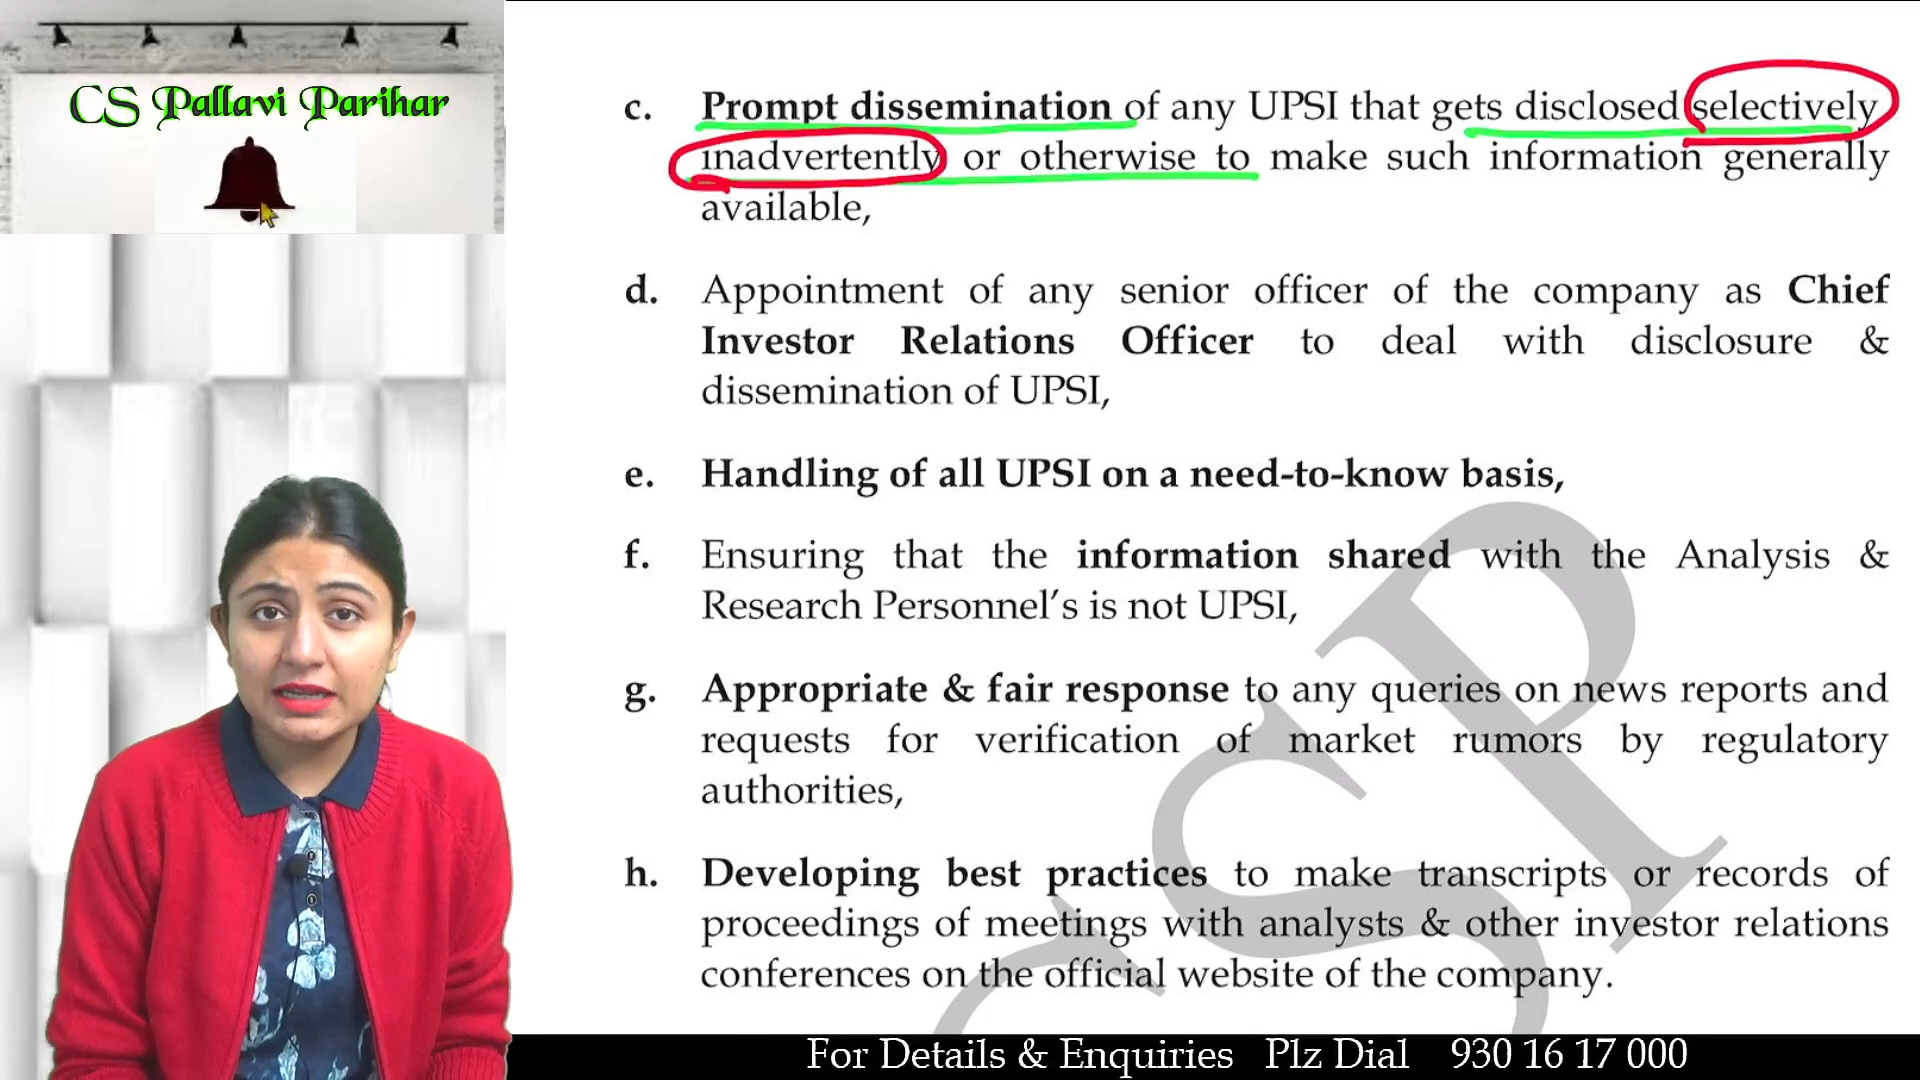 CS Pallavi Parihar
c. Prompt dissemination of any UPSI that gets disclosed selectively
inadvertently or otherwise to make such information generally
available,
d. Appointment of any senior officer of the company as Chief
Investor Relations Officer to deal with disclosure &
dissemination of UPSI,
e. Handling of all UPSI on a need-to-know basis,
f. Ensuring that the information shared with the Analysis &
Research Personnel's is not UPSI,
g. Appropriate & fair response to any queries on news reports and
requests for verification of market rumors by regulatory
authorities,
h. Developing best practices to make transcripts or records of
proceedings of meetings with analysts & other investor relations
conferences on the official website of the company.
CSP
For Details & Enquiries Plz Dial 930 16 17 000